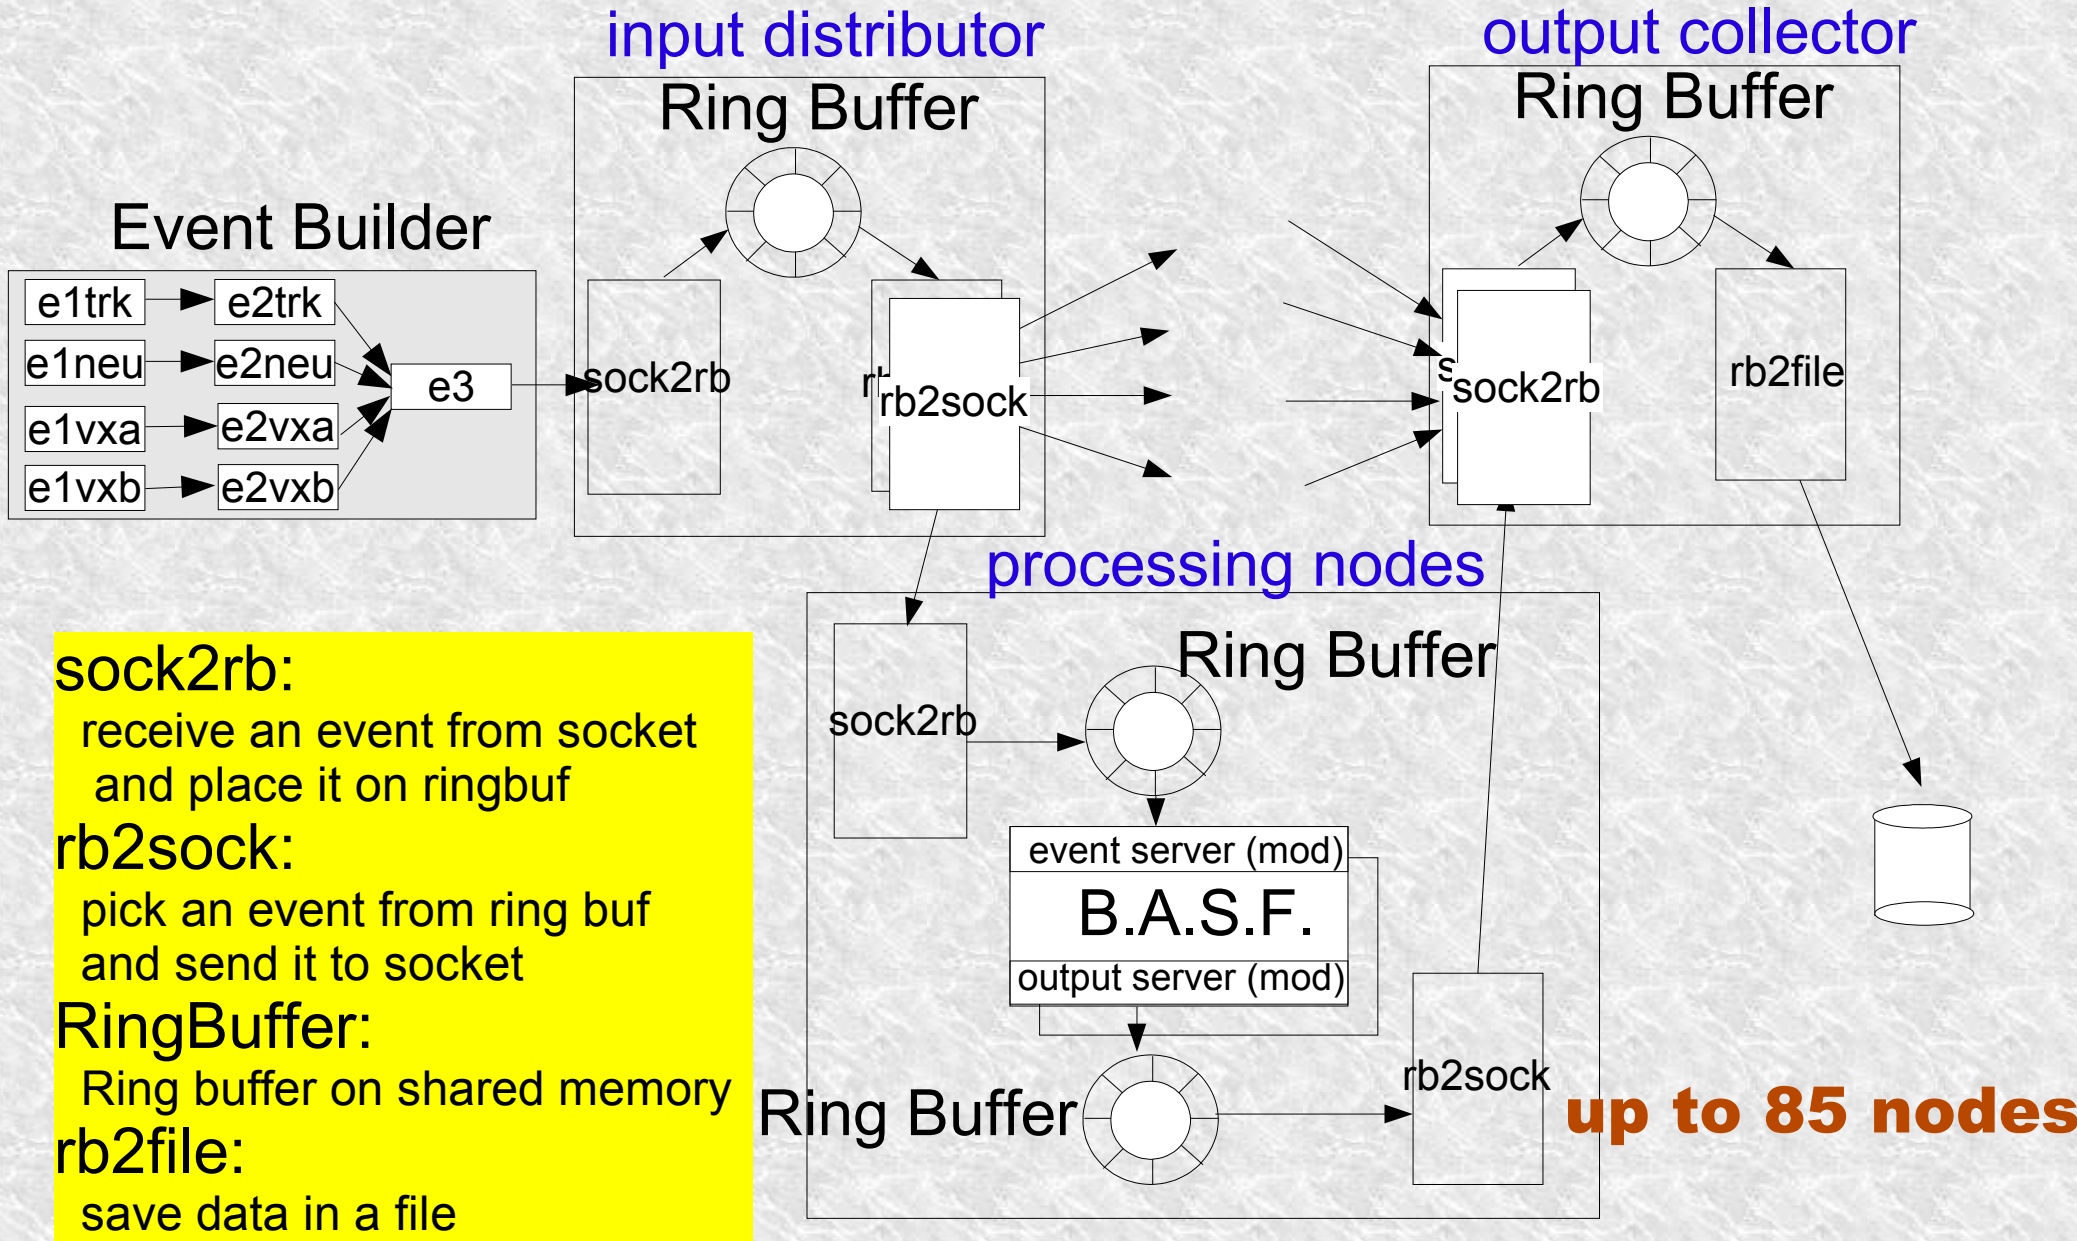 input distributor
output collector
Ring Buffer
Ring Buffer
Event Builder
e1trk
e2trk
e1neu
e2neu
e3
e1vxa
e2vxa
e1vxb
e2vxb
sock2rb
rb2sock
sock2rb
rb2file
processing nodes
Ring Buffer
sock2rb
event server (mod)
B.A.S.F.
output server (mod)
rb2sock
Ring Buffer
up to 85 nodes
sock2rb:
receive an event from socket
and place it on ringbuf
rb2sock:
pick an event from ring buf
and send it to socket
RingBuffer:
Ring buffer on shared memory
rb2file:
save data in a file